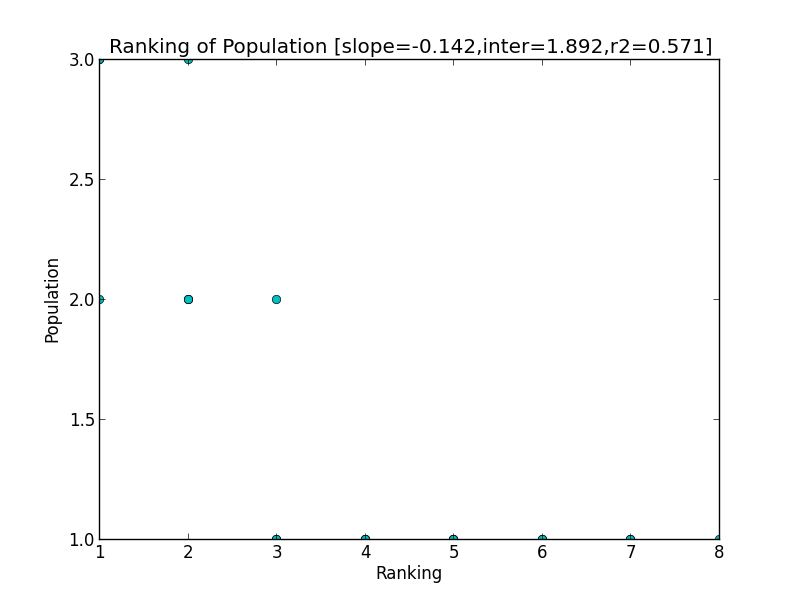 Ranking of Population [slope=-0.142,inter=1.892,r2=0.571]
3.0
2.5
2.0
1.5
1.0
Population
1 2 3 4 5 6 7 8
Ranking